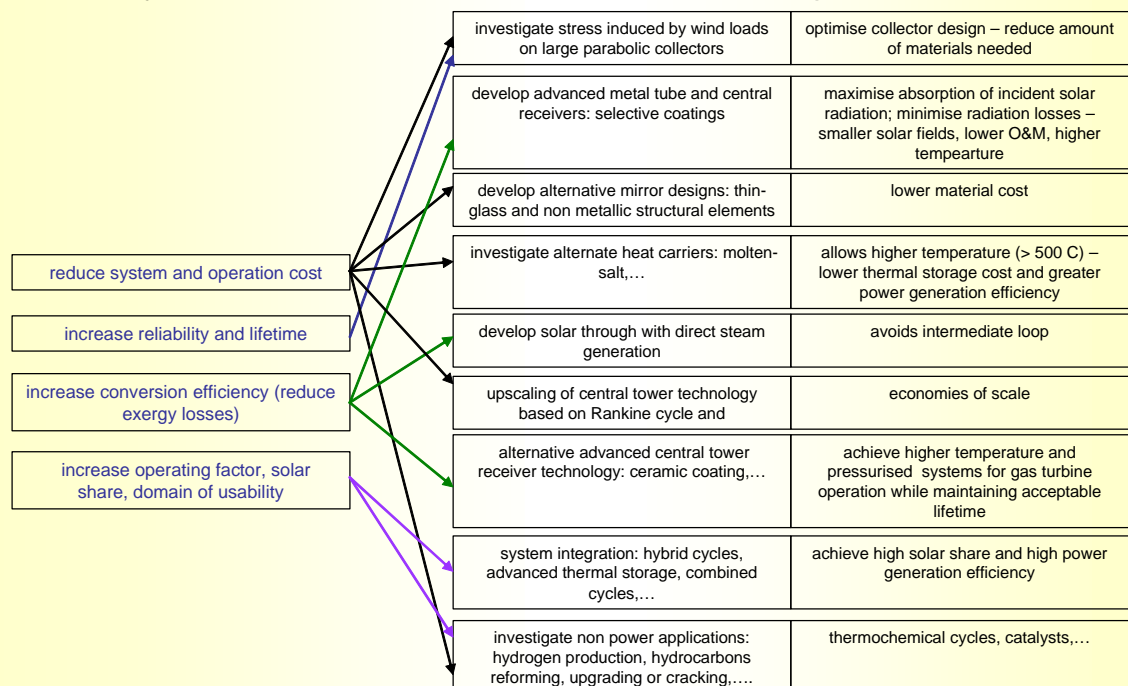 reduce system and operation cost
increase reliability and lifetime
increase conversion efficiency (reduce
exergy losses)
increase operating factor, solar
share, domain of usability
investigate stress induced by wind loads
on large parabolic collectors
optimise collector design – reduce amount
of materials needed
develop advanced metal tube and central
receivers: selective coatings
maximise absorption of incident solar
radiation; minimise radiation losses –
smaller solar fields, lower O&M, higher
tempearture
develop alternative mirror designs: thin-
glass and non metallic structural elements
lower material cost
investigate alternate heat carriers: molten-
salt,…
allows higher temperature (> 500 C) –
lower thermal storage cost and greater
power generation efficiency
develop solar through with direct steam
generation
avoids intermediate loop
upscaling of central tower technology
based on Rankine cycle and
economies of scale
alternative advanced central tower
receiver technology: ceramic coating,…
achieve higher temperature and
pressurised systems for gas turbine
operation while maintaining acceptable
lifetime
system integration: hybrid cycles,
advanced thermal storage, combined
cycles,…
achieve high solar share and high power
generation efficiency
investigate non power applications:
hydrogen production, hydrocarbons
reforming, upgrading or cracking,….
thermochemical cycles, catalysts,…